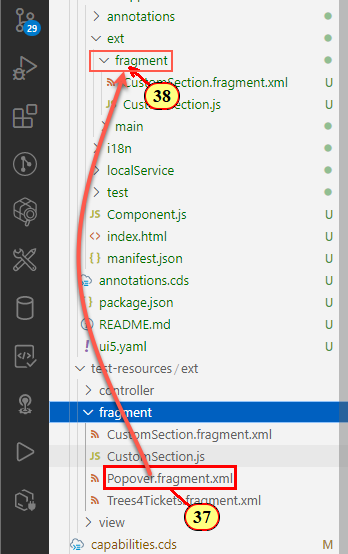 29
annotations
ext
fragment
CustomSection.fragment.xml U
38
CustomSection.js U
main
i18n
localService
test
JS Component.js U
<> index.html U
{ } manifest.json U
annotations.cds U
{} package.json U
README.md U
! ui5.yaml U
test-resources/ext
controller
fragment
CustomSection.fragment.xml
JS CustomSection.js
Popover.fragment.xml
Trees4Tickets.fragment.xml
37
view
capabilities.cds M